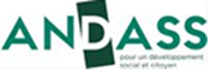 ANDASS
pour un développement
social et citoyen